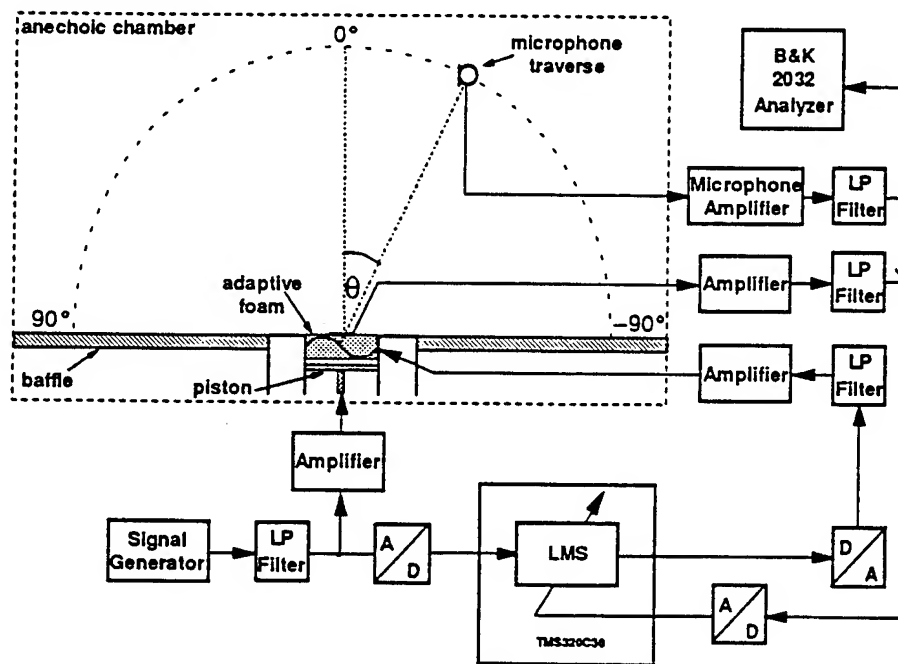 anechoic chamber
0°
microphone
traverse
B&K
2032
Analyzer
Microphone
Amplifier
LP
Filter
adaptive
foam
θ
Amplifier
LP
Filter
90°
-90°
baffle
piston
Amplifier
LP
Filter
Amplifier
Signal
Generator
LP
Filter
A
D
LMS
D
A
A
D
TMS320C30